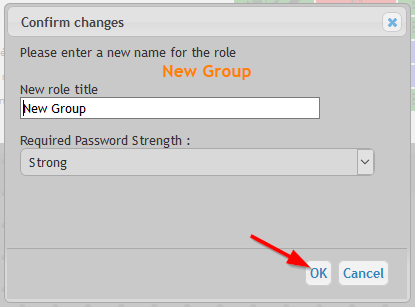 Confirm changes
Please enter a new name for the role
New Group
New role title
New Group
Required Password Strength :
Strong
OK Cancel